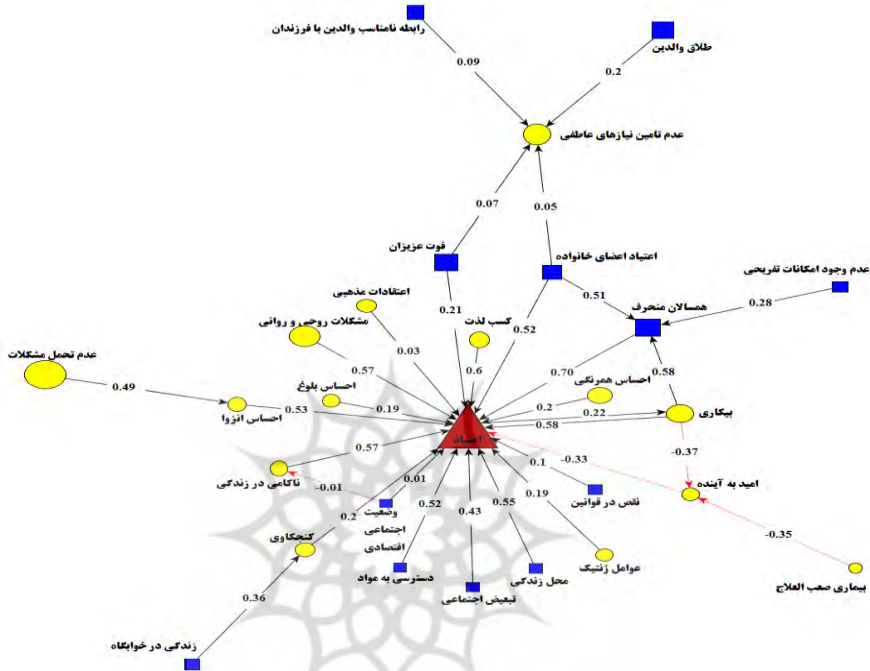 رابطه نامناسب والدین با فرزندان
طلاق والدین
0.09
0.2
عدم تامین نیازهای عاطفی
0.07
0.05
فوت عزیزان
اعتیاد اعضای خانواده
عدم وجود امکانات تفریحی
اعتقادات مذهبی
0.51
همسالان منحرف
0.28
مشکلات روحی و روانی
0.21
کسب لذت
0.52
عدم تحمل مشکلات
0.03
0.57
0.6
0.70
0.58
0.49
احساس بلوغ
احساس همرنگی
احساس انزوا
0.53
0.19
0.2
0.22
0.58
بیکاری
اعتیاد
0.57
-0.37
ناکامی در زندگی
-0.01
0.01
0.1
-0.33
امید به آینده
وضعیت
اجتماعی
اقتصادی
0.52
0.43
0.55
0.19
نقص در قوانین
کنجکاوی
0.2
-0.35
دسترسی به مواد
تبعیض اجتماعی
محل زندگی
عوامل ژنتیک
بیماری صعب العلاج
0.36
زندگی در خوابگاه